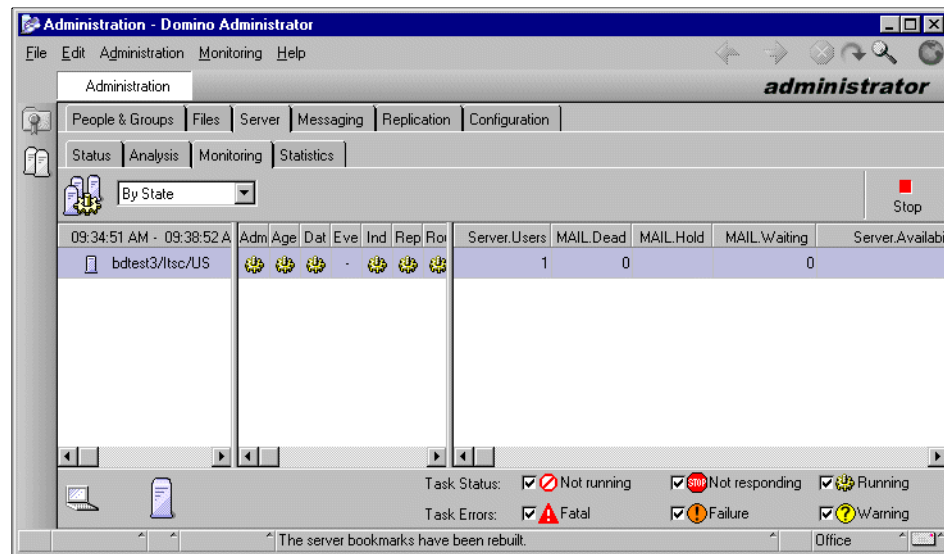 Administration - Domino Administrator
File Edit Administration Monitoring Help
Administration administrator
People & Groups Files Server Messaging Replication Configuration
Status Analysis Monitoring Statistics
By State
Stop
09:34:51 AM - 09:38:52 A Adm Age Dat Eve Ind Rep Rou Server.Users MAIL.Dead MAIL.Hold MAIL.Waiting Server.Availabi
bdtest3/Itsc/US - 1 0 0
Task Status: Not running STOP Not responding Running
Task Errors: Fatal Failure Warning
The server bookmarks have been rebuilt. Office